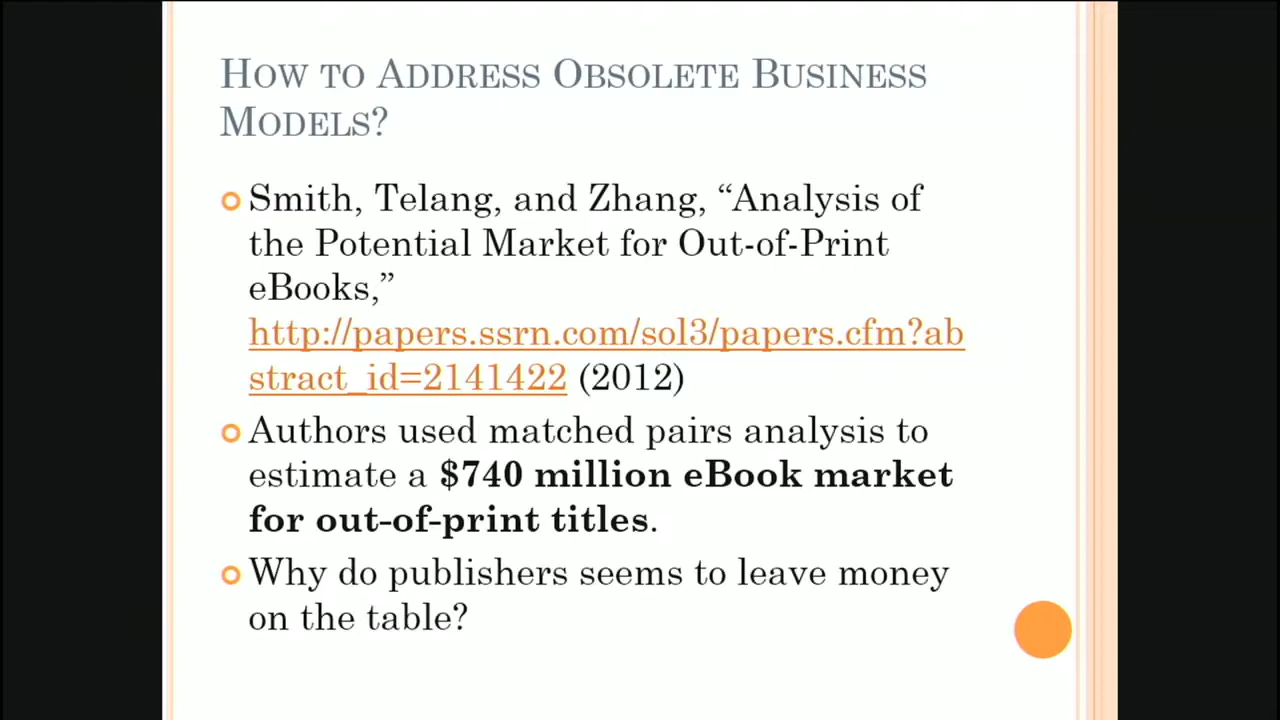 How to Address Obsolete Business
Models?
Smith, Telang, and Zhang, “Analysis of
the Potential Market for Out-of-Print
eBooks,”
http://papers.ssrn.com/sol3/papers.cfm?ab
stract_id=2141422 (2012)
Authors used matched pairs analysis to
estimate a $740 million eBook market
for out-of-print titles.
Why do publishers seems to leave money
on the table?